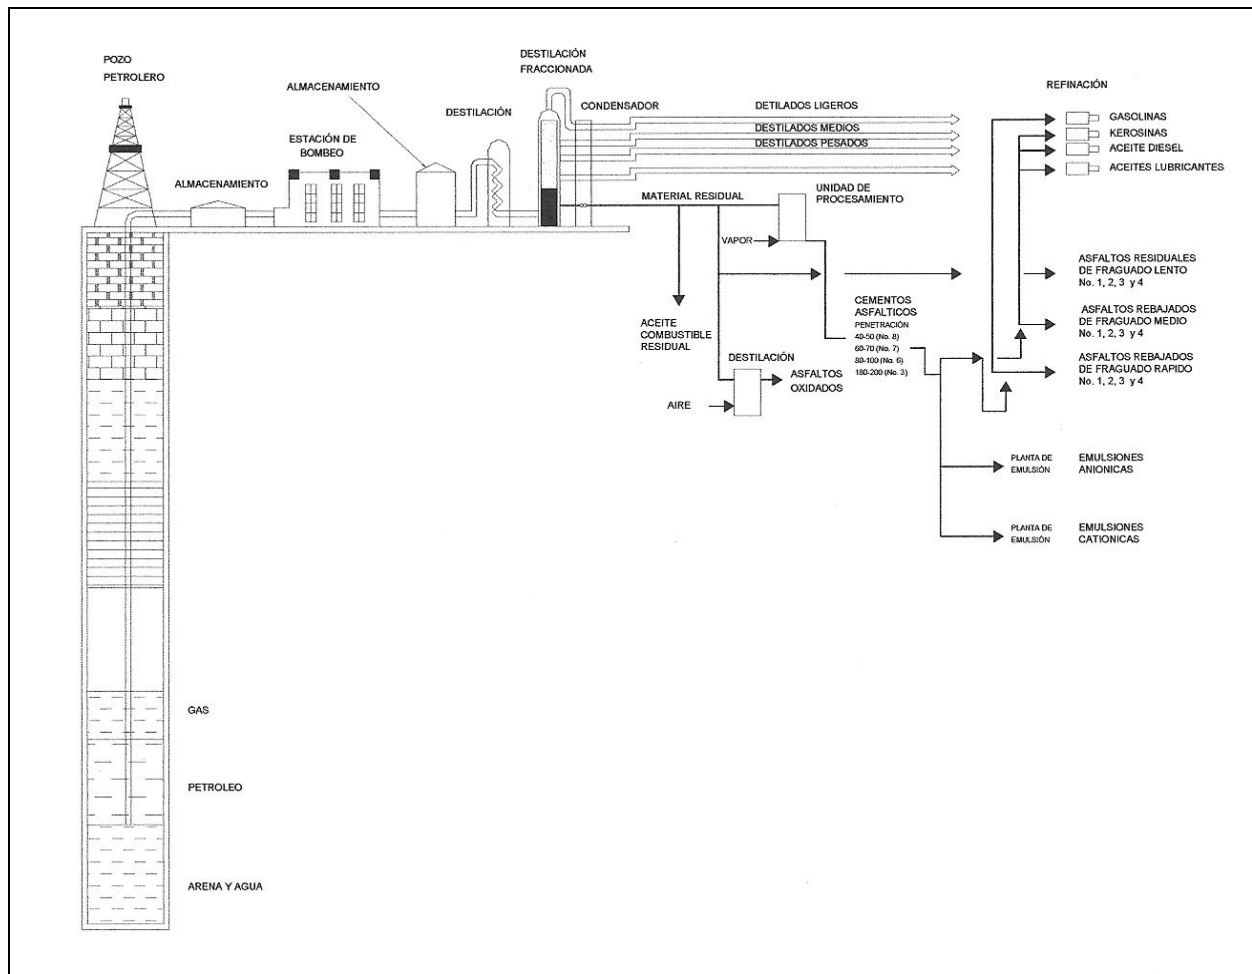 POZO
PETROLERO
ALMACENAMIENTO
ESTACIÓN DE
BOMBEO
ALMACENAMIENTO
DESTILACIÓN
DESTILACIÓN
FRACCIONADA
CONDENSADOR
DETILADOS LIGEROS
DESTILADOS MEDIOS
DESTILADOS PESADOS
REFINACIÓN
GASOLINAS
KEROSINAS
ACEITE DIESEL
ACEITES LUBRICANTES
MATERIAL RESIDUAL
UNIDAD DE
PROCESAMIENTO
VAPOR
ACEITE
COMBUSTIBLE
RESIDUAL
DESTILACIÓN
ASFALTOS
OXIDADOS
AIRE
CEMENTOS
ASFALTICOS
PENETRACIÓN
40-50 (No. 8)
60-70 (No. 7)
80-100 (No. 6)
180-200 (No. 3)
ASFALTOS RESIDUALES
DE FRAGUADO LENTO
No. 1, 2, 3 y 4
ASFALTOS REBAJADOS
DE FRAGUADO MEDIO
No. 1, 2, 3 y 4
ASFALTOS REBAJADOS
DE FRAGUADO RAPIDO
No. 1, 2, 3 y 4
PLANTA DE
EMULSIÓN
EMULSIONES
ANIONICAS
PLANTA DE
EMULSIÓN
EMULSIONES
CATIONICAS
GAS
PETROLEO
ARENA Y AGUA